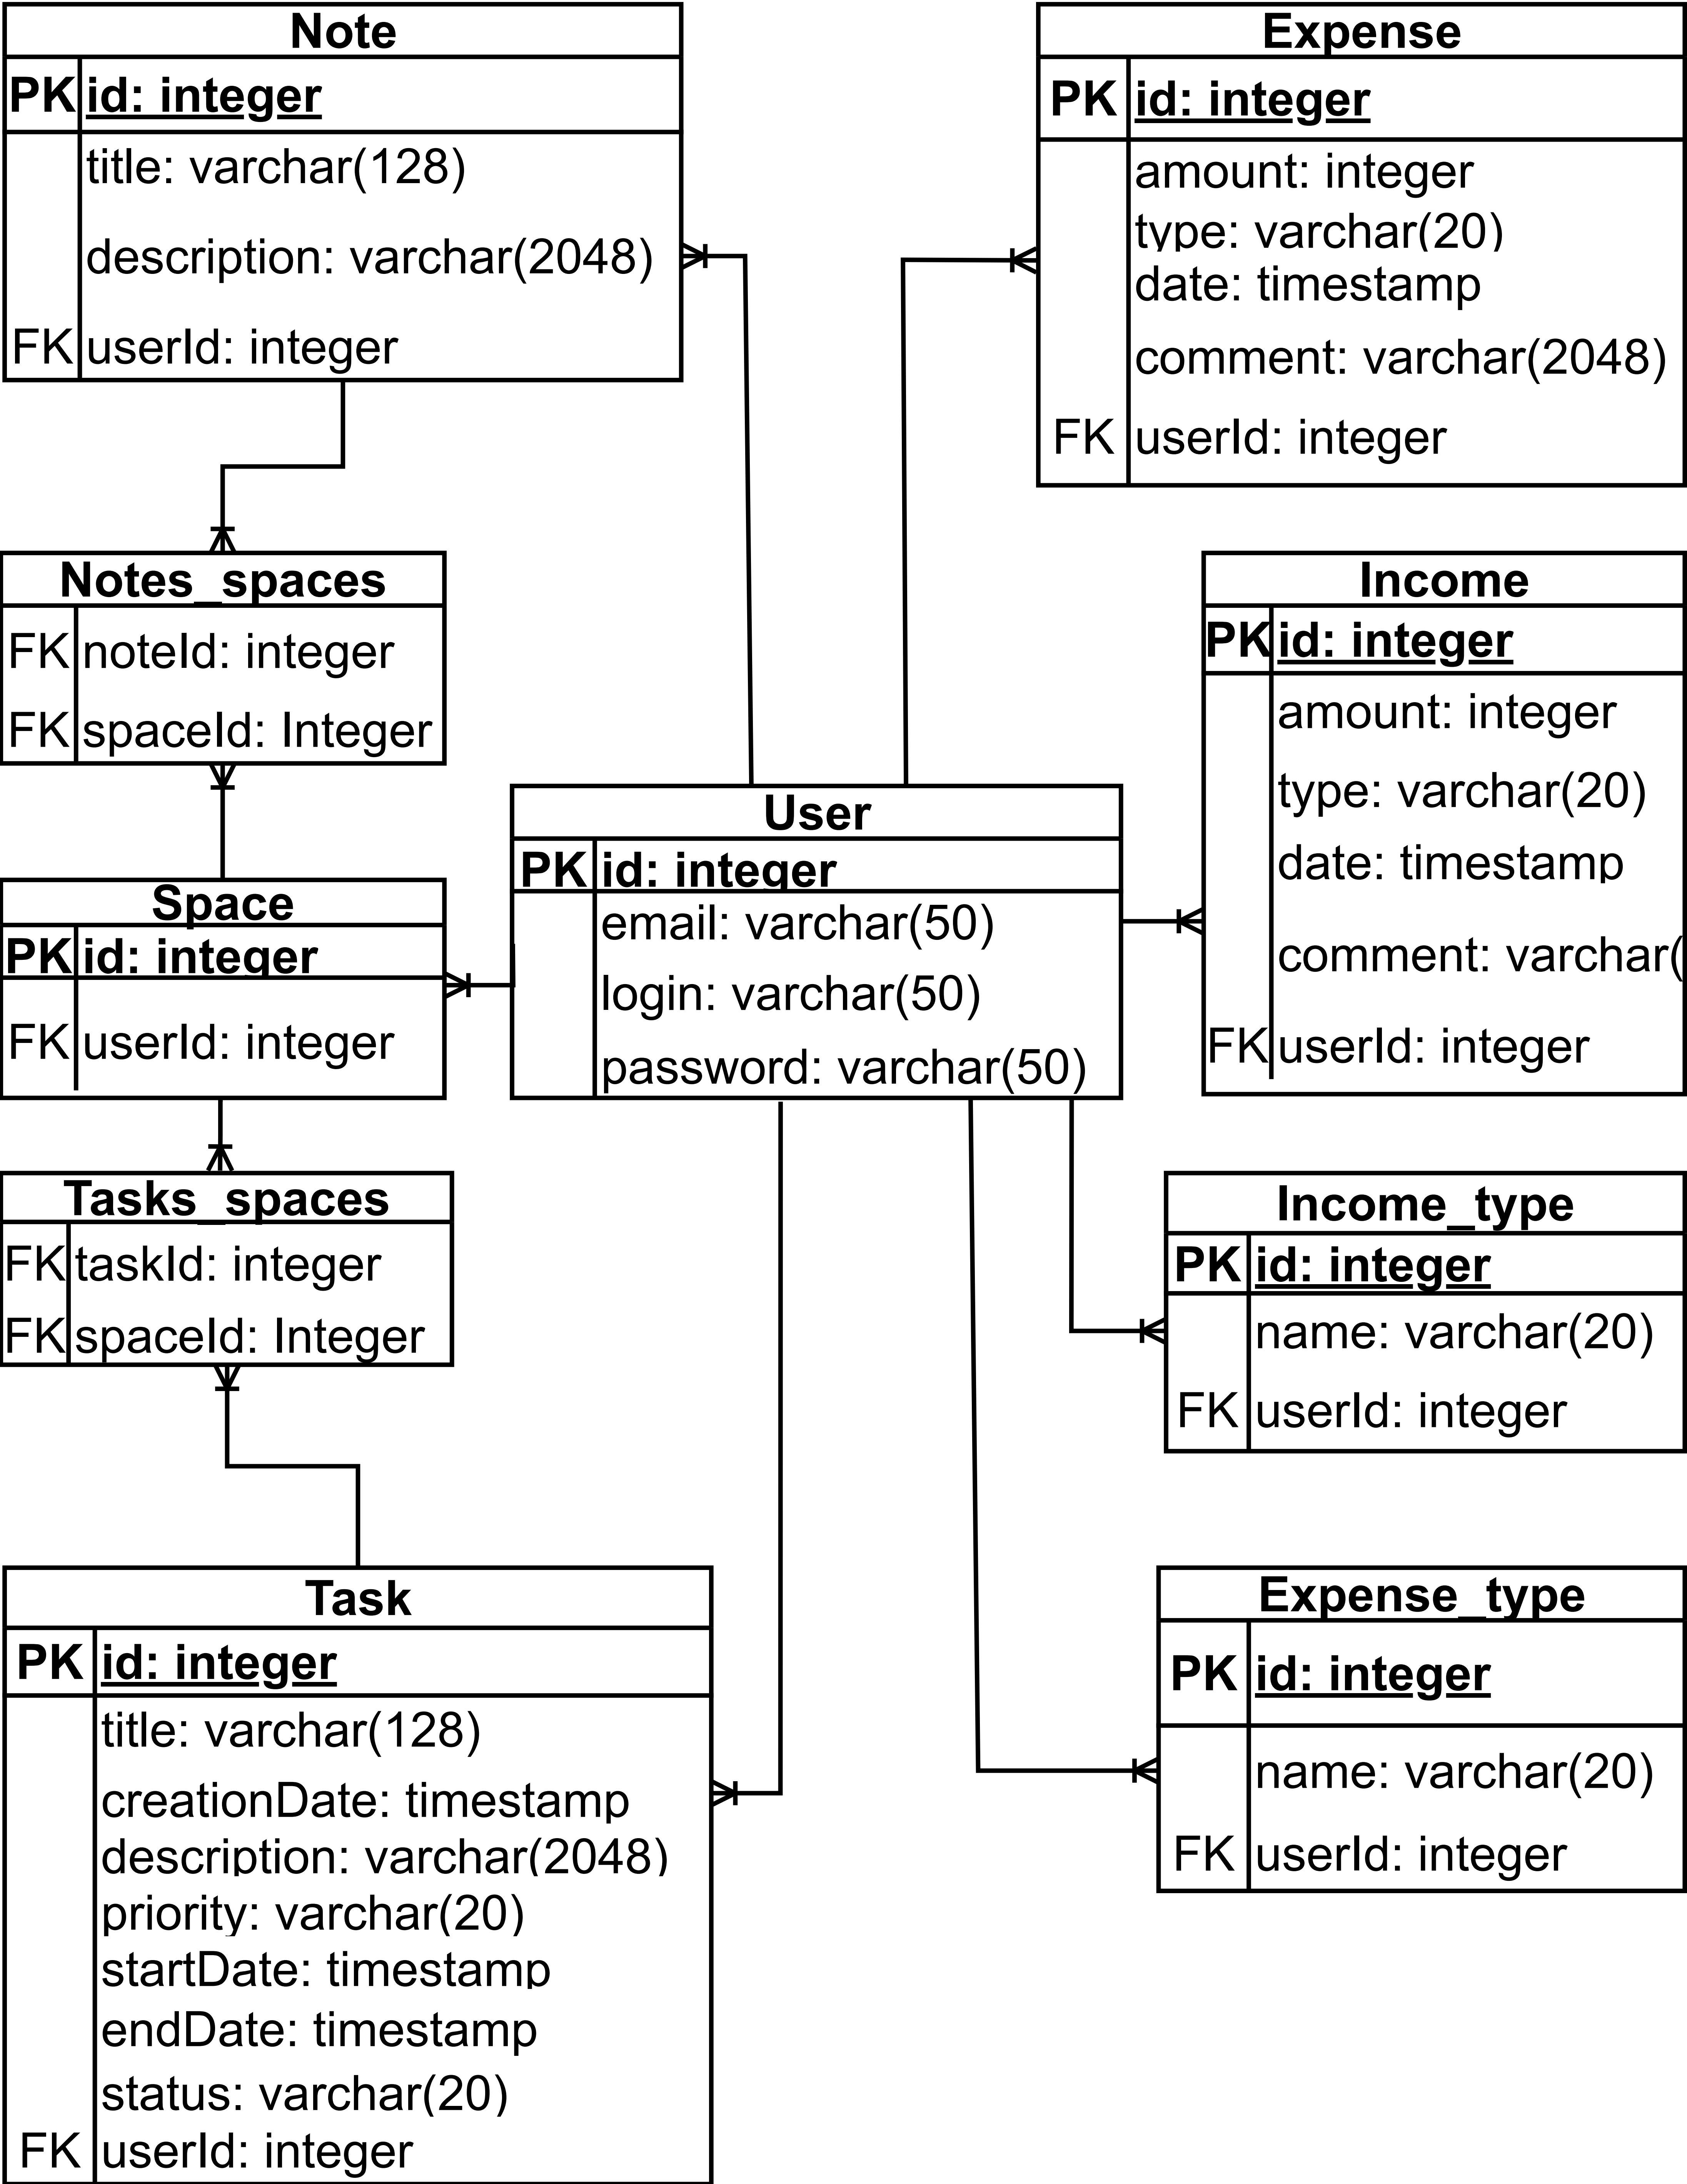 Note
PK id: integer
title: varchar(128)
description: varchar(2048)
FK userId: integer
Expense
PK id: integer
amount: integer
type: varchar(20)
date: timestamp
comment: varchar(2048)
FK userId: integer
Notes_spaces
FK noteId: integer
FK spaceId: Integer
Income
PK id: integer
amount: integer
type: varchar(20)
date: timestamp
comment: varchar(
FK userId: integer
User
PK id: integer
email: varchar(50)
login: varchar(50)
password: varchar(50)
Space
PK id: integer
FK userId: integer
Tasks_spaces
FK taskId: integer
FK spaceId: Integer
Income_type
PK id: integer
name: varchar(20)
FK userId: integer
Task
PK id: integer
title: varchar(128)
creationDate: timestamp
description: varchar(2048)
priority: varchar(20)
startDate: timestamp
endDate: timestamp
status: varchar(20)
FK userId: integer
Expense_type
PK id: integer
name: varchar(20)
FK userId: integer